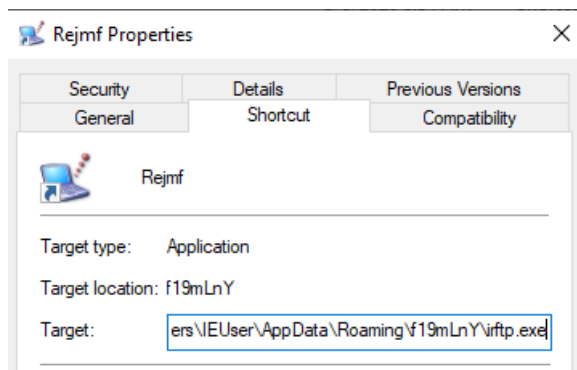 Rejmf Properties
Security Details Previous Versions
General Shortcut Compatibility
Rejmf
Target type: Application
Target location: f19mLnY
Target: ers\IEUser\AppData\Roaming\f19mLnY\irftp.exe